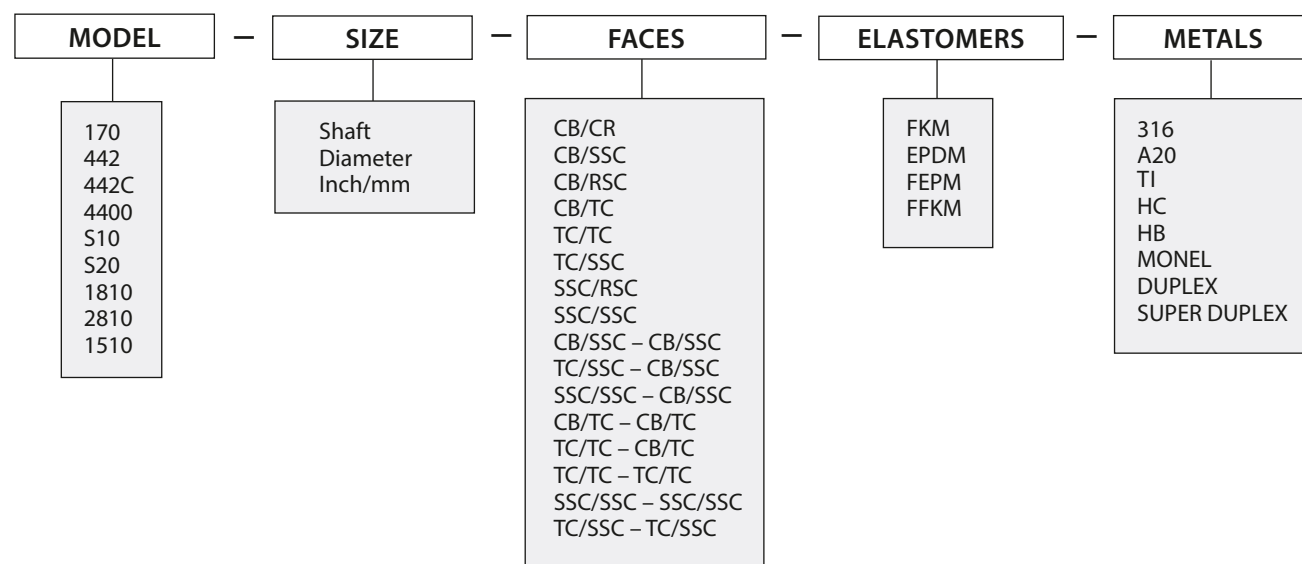 MODEL – SIZE – FACES – ELASTOMERS – METALS
170
442
442C
4400
S10
S20
1810
2810
1510
Shaft
Diameter
Inch/mm
CB/CR
CB/SSC
CB/RSC
CB/TC
TC/TC
TC/SSC
SSC/RSC
SSC/SSC
CB/SSC – CB/SSC
TC/SSC – CB/SSC
SSC/SSC – CB/SSC
CB/TC – CB/TC
TC/TC – CB/TC
TC/TC – TC/TC
SSC/SSC – SSC/SSC
TC/SSC – TC/SSC
FKM
EPDM
FEPM
FFKM
316
A20
TI
HC
HB
MONEL
DUPLEX
SUPER DUPLEX